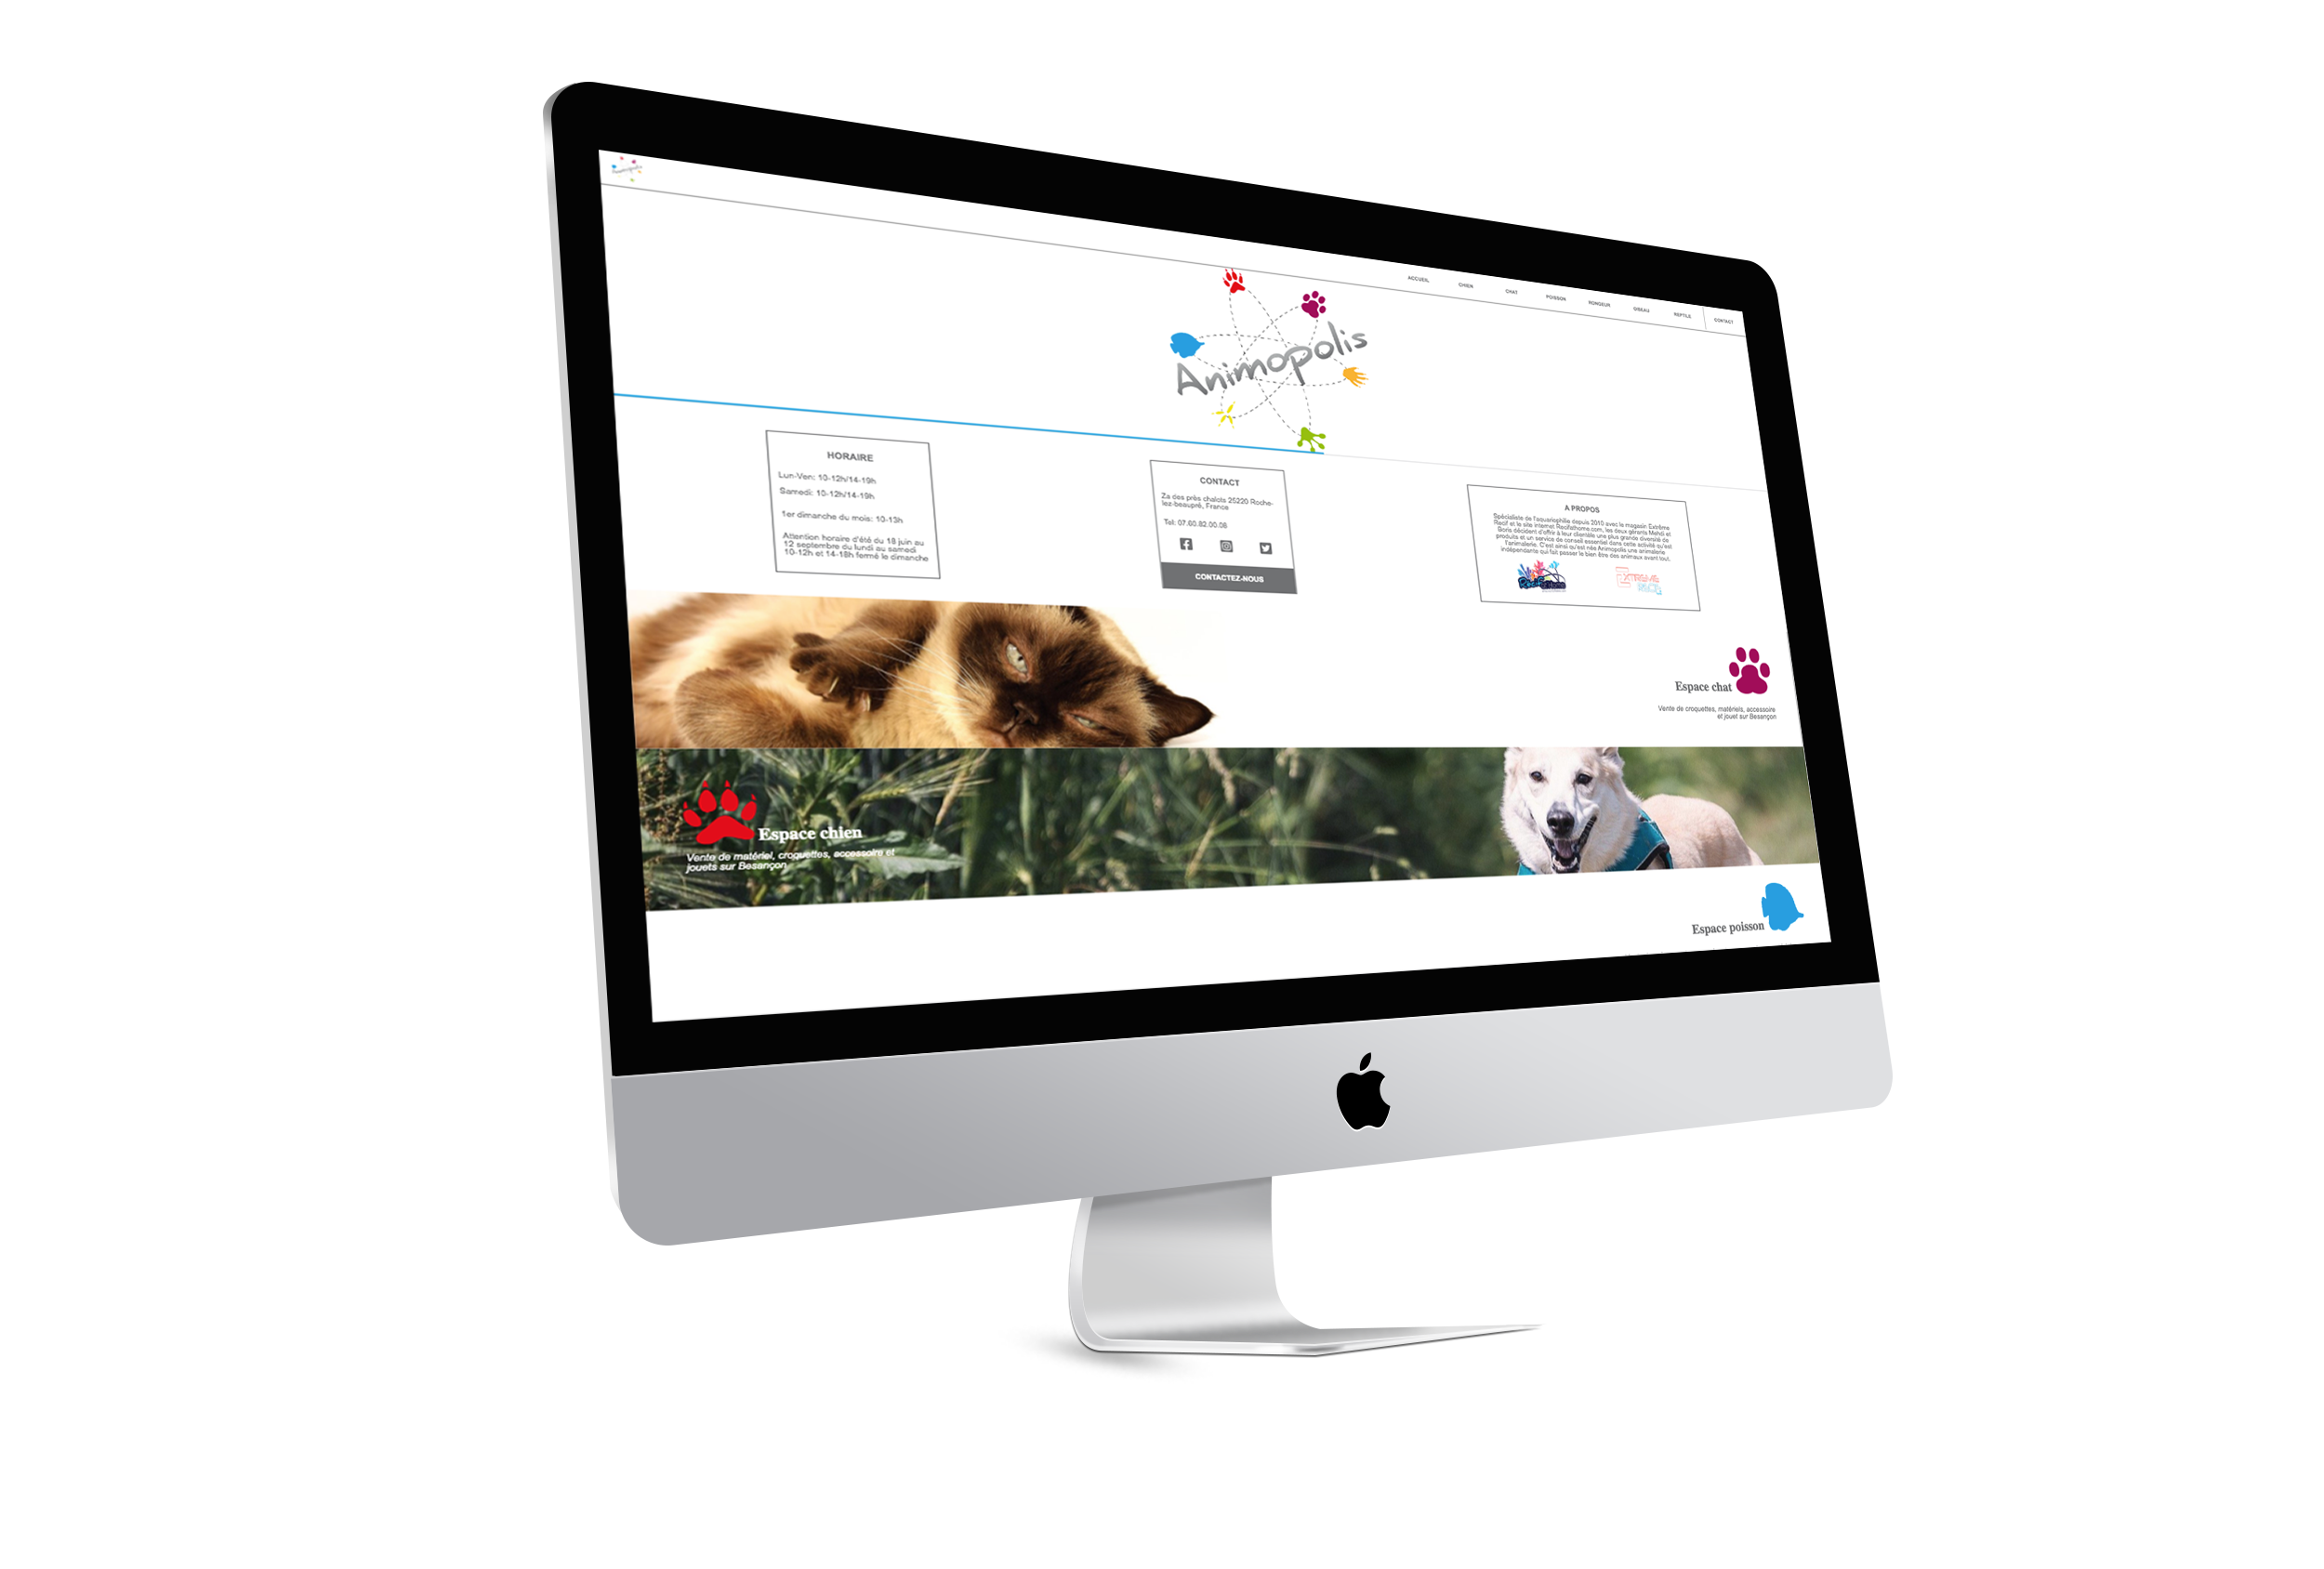 Animopolis
ACCUEIL
CHIEN
CHAT
POISSON
RONGEUR
OISEAU
REPTILE
CONTACT
Animopolis
HORAIRE
Lun-Ven: 10-12h/14-19h
Samedi: 10-12h/14-19h
1er dimanche du mois: 10-13h
Attention horaire d'été du 18 juin au
12 septembre du lundi au samedi
10-12h et 14-18h fermé le dimanche
CONTACT
Za des près chalots 25220 Roche-
lez-beaupré, France
Tel: 07.60.82.00.06
CONTACTEZ-NOUS
A PROPOS
Spécialiste de l'aquariophilie depuis 2010 avec le magasin Extrême
Récif et le site internet Recifathome.com, les deux gérants Mehdi et
Boris décident d'offrir à leur clientèle une plus grande diversité de
produits et un service de conseil essentiel dans cette activité qu'est
l'animalerie. C'est ainsi qu'est née Animopolis une animalerie
indépendante qui fait passer le bien être des animaux avant tout.
EXTREME
RECIF
Espace chat
Vente de croquettes, matériels, accessoire
et jouet sur Besançon
Espace chien
Vente de matériel, croquettes, accessoire et
jouets sur Besançon
Espace poisson